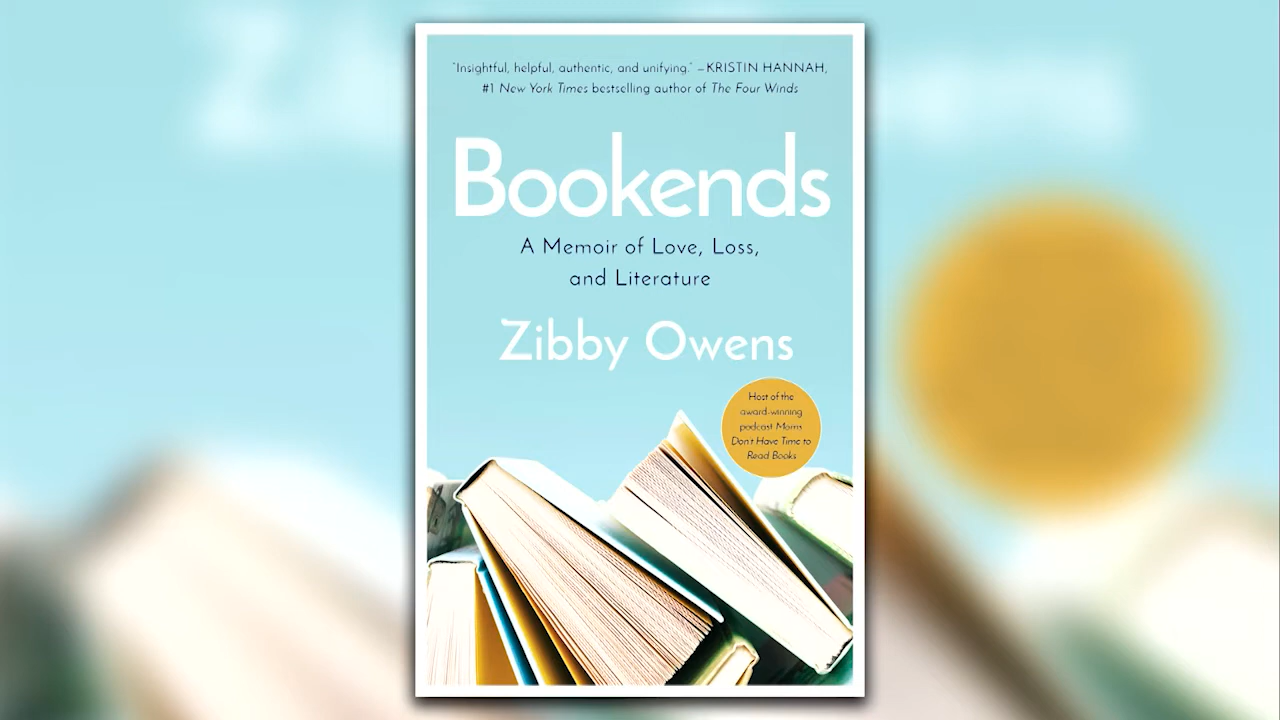 "Insightful, helpful, authentic, and unifying." –KRISTIN HANNAH,
#1 New York Times bestselling author of The Four Winds
Bookends
A Memoir of Love, Loss,
and Literature
Zibby Owens
Host of the
award-winning
podcast Moms
Don't Have Time to
Read Books